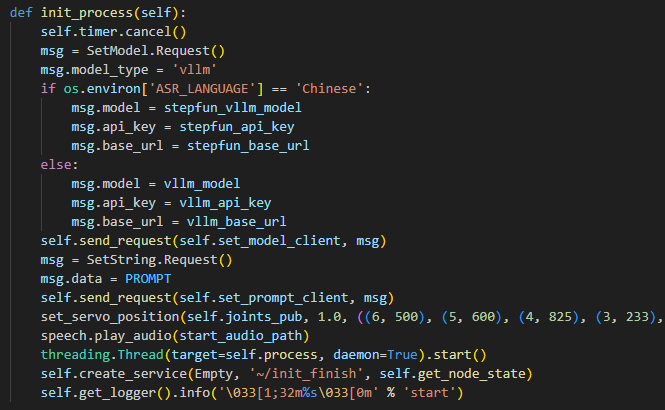 def init_process(self):
    self.timer.cancel()
    msg = SetModel.Request()
    msg.model_type = 'vllm'
    if os.environ['ASR_LANGUAGE'] == 'Chinese':
        msg.model = stepfun_vllm_model
        msg.api_key = stepfun_api_key
        msg.base_url = stepfun_base_url
    else:
        msg.model = vllm_model
        msg.api_key = vllm_api_key
        msg.base_url = vllm_base_url
    self.send_request(self.set_model_client, msg)
    msg = SetString.Request()
    msg.data = PROMPT
    self.send_request(self.set_prompt_client, msg)
    set_servo_position(self.joints_pub, 1.0, ((6, 500), (5, 600), (4, 825), (3, 233),
    speech.play_audio(start_audio_path)
    threading.Thread(target=self.process, daemon=True).start()
    self.create_service(Empty, '~/init_finish', self.get_node_state)
    self.get_logger().info('\033[1;32m%s\033[0m' % 'start')